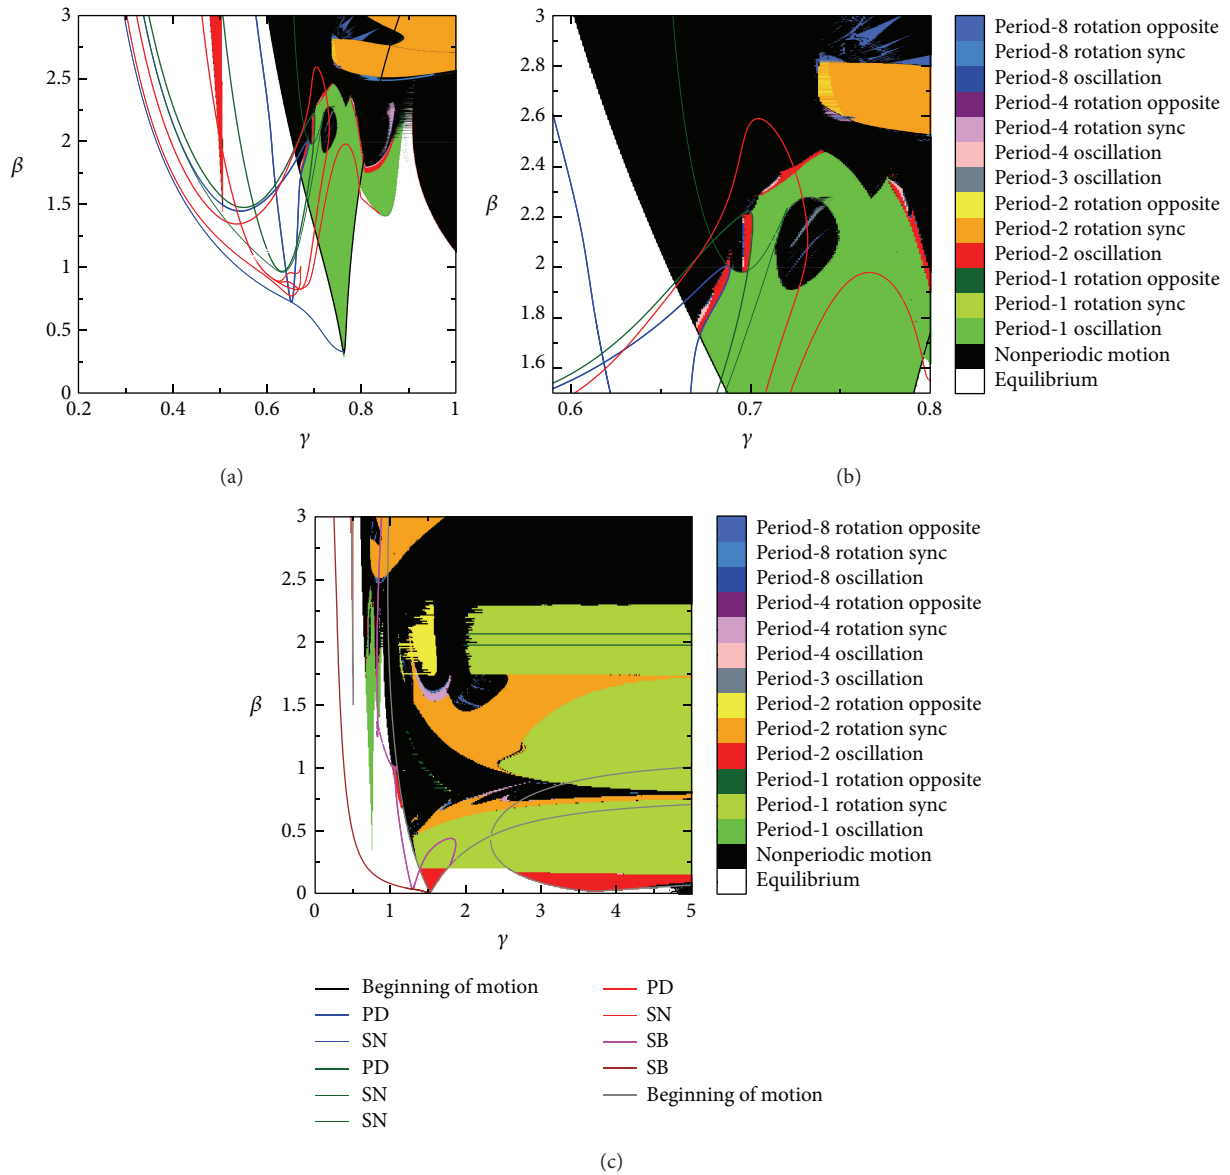 3
2.5
2
β
1.5
1
0.5
0
0.2
0.4
0.6
0.8
1
γ
(a)
3
2.8
2.6
2.4
β
2.2
2
1.8
1.6
0.6
0.7
0.8
γ
(b)
Period-8 rotation opposite
Period-8 rotation sync
Period-8 oscillation
Period-4 rotation opposite
Period-4 rotation sync
Period-4 oscillation
Period-3 oscillation
Period-2 rotation opposite
Period-2 rotation sync
Period-2 oscillation
Period-1 rotation opposite
Period-1 rotation sync
Period-1 oscillation
Nonperiodic motion
Equilibrium
3
2.5
2
β
1.5
1
0.5
0
0
1
2
3
4
5
γ
Period-8 rotation opposite
Period-8 rotation sync
Period-8 oscillation
Period-4 rotation opposite
Period-4 rotation sync
Period-4 oscillation
Period-3 oscillation
Period-2 rotation opposite
Period-2 rotation sync
Period-2 oscillation
Period-1 rotation opposite
Period-1 rotation sync
Period-1 oscillation
Nonperiodic motion
Equilibrium
Beginning of motion
PD
SN
PD
SN
SN
PD
SN
SB
SB
Beginning of motion
(c)